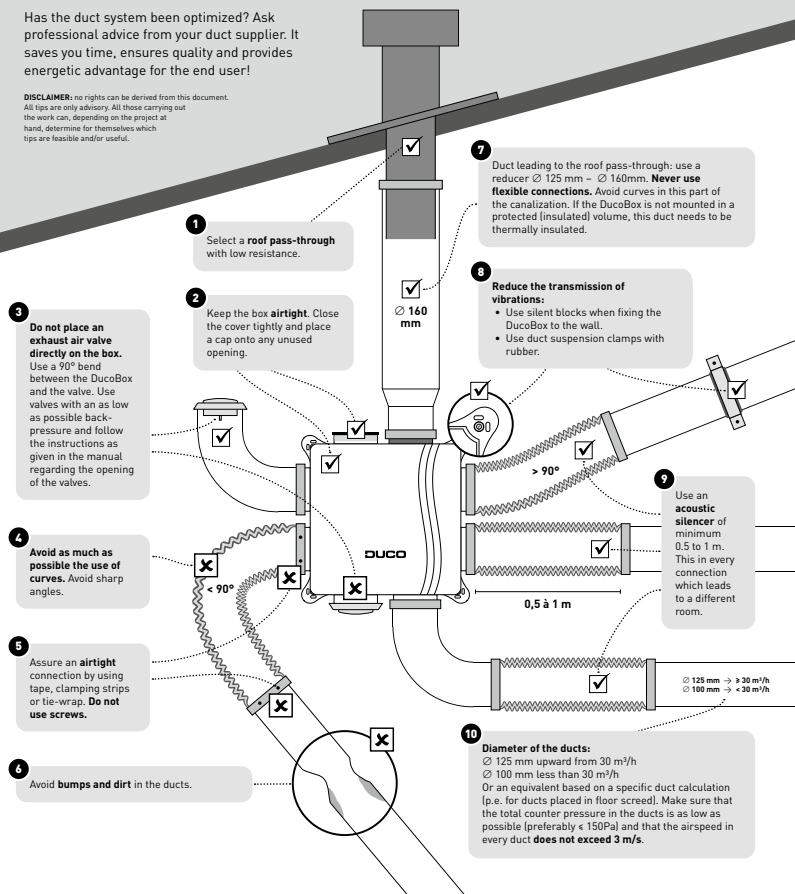 Has the duct system been optimized? Ask
professional advice from your duct supplier. It
saves you time, ensures quality and provides
energetic advantage for the end user!
DISCLAIMER: no rights can be derived from this document.
All tips are only advisory. All those carrying out
the work can, depending on the project at
hand, determine for themselves which
tips are feasible and/or useful.
1
Select a roof pass-through
with low resistance.
2
Keep the box airtight. Close
the cover tightly and place
a cap onto any unused
opening.
3
Do not place an
exhaust air valve
directly on the box.
Use a 90° bend
between the DucoBox
and the valve. Use
valves with an as low
as possible back-
pressure and follow
the instructions as
given in the manual
regarding the opening
of the valves.
4
Avoid as much as
possible the use of
curves. Avoid sharp
angles.
5
Assure an airtight
connection by using
tape, clamping strips
or tie-wrap. Do not
use screws.
6
Avoid bumps and dirt in the ducts.
7
Duct leading to the roof pass-through: use a
reducer Ø 125 mm – Ø 160mm. Never use
flexible connections. Avoid curves in this part of
the canalization. If the DucoBox is not mounted in a
protected (insulated) volume, this duct needs to be
thermally insulated.
8
Reduce the transmission of
vibrations:
• Use silent blocks when fixing the
DucoBox to the wall.
• Use duct suspension clamps with
rubber.
9
Use an
acoustic
silencer of
minimum
0.5 to 1 m.
This in every
connection
which leads
to a different
room.
10
Diameter of the ducts:
Ø 125 mm upward from 30 m³/h
Ø 100 mm less than 30 m³/h
Or an equivalent based on a specific duct calculation
(p.e. for ducts placed in floor screed). Make sure that
the total counter pressure in the ducts is as low as
possible (preferably ≤ 150Pa) and that the airspeed in
every duct does not exceed 3 m/s.
Ø 160
mm
> 90°
< 90°
DUCO
0,5 à 1 m
Ø 125 mm → ≥ 30 m³/h
Ø 100 mm → < 30 m³/h